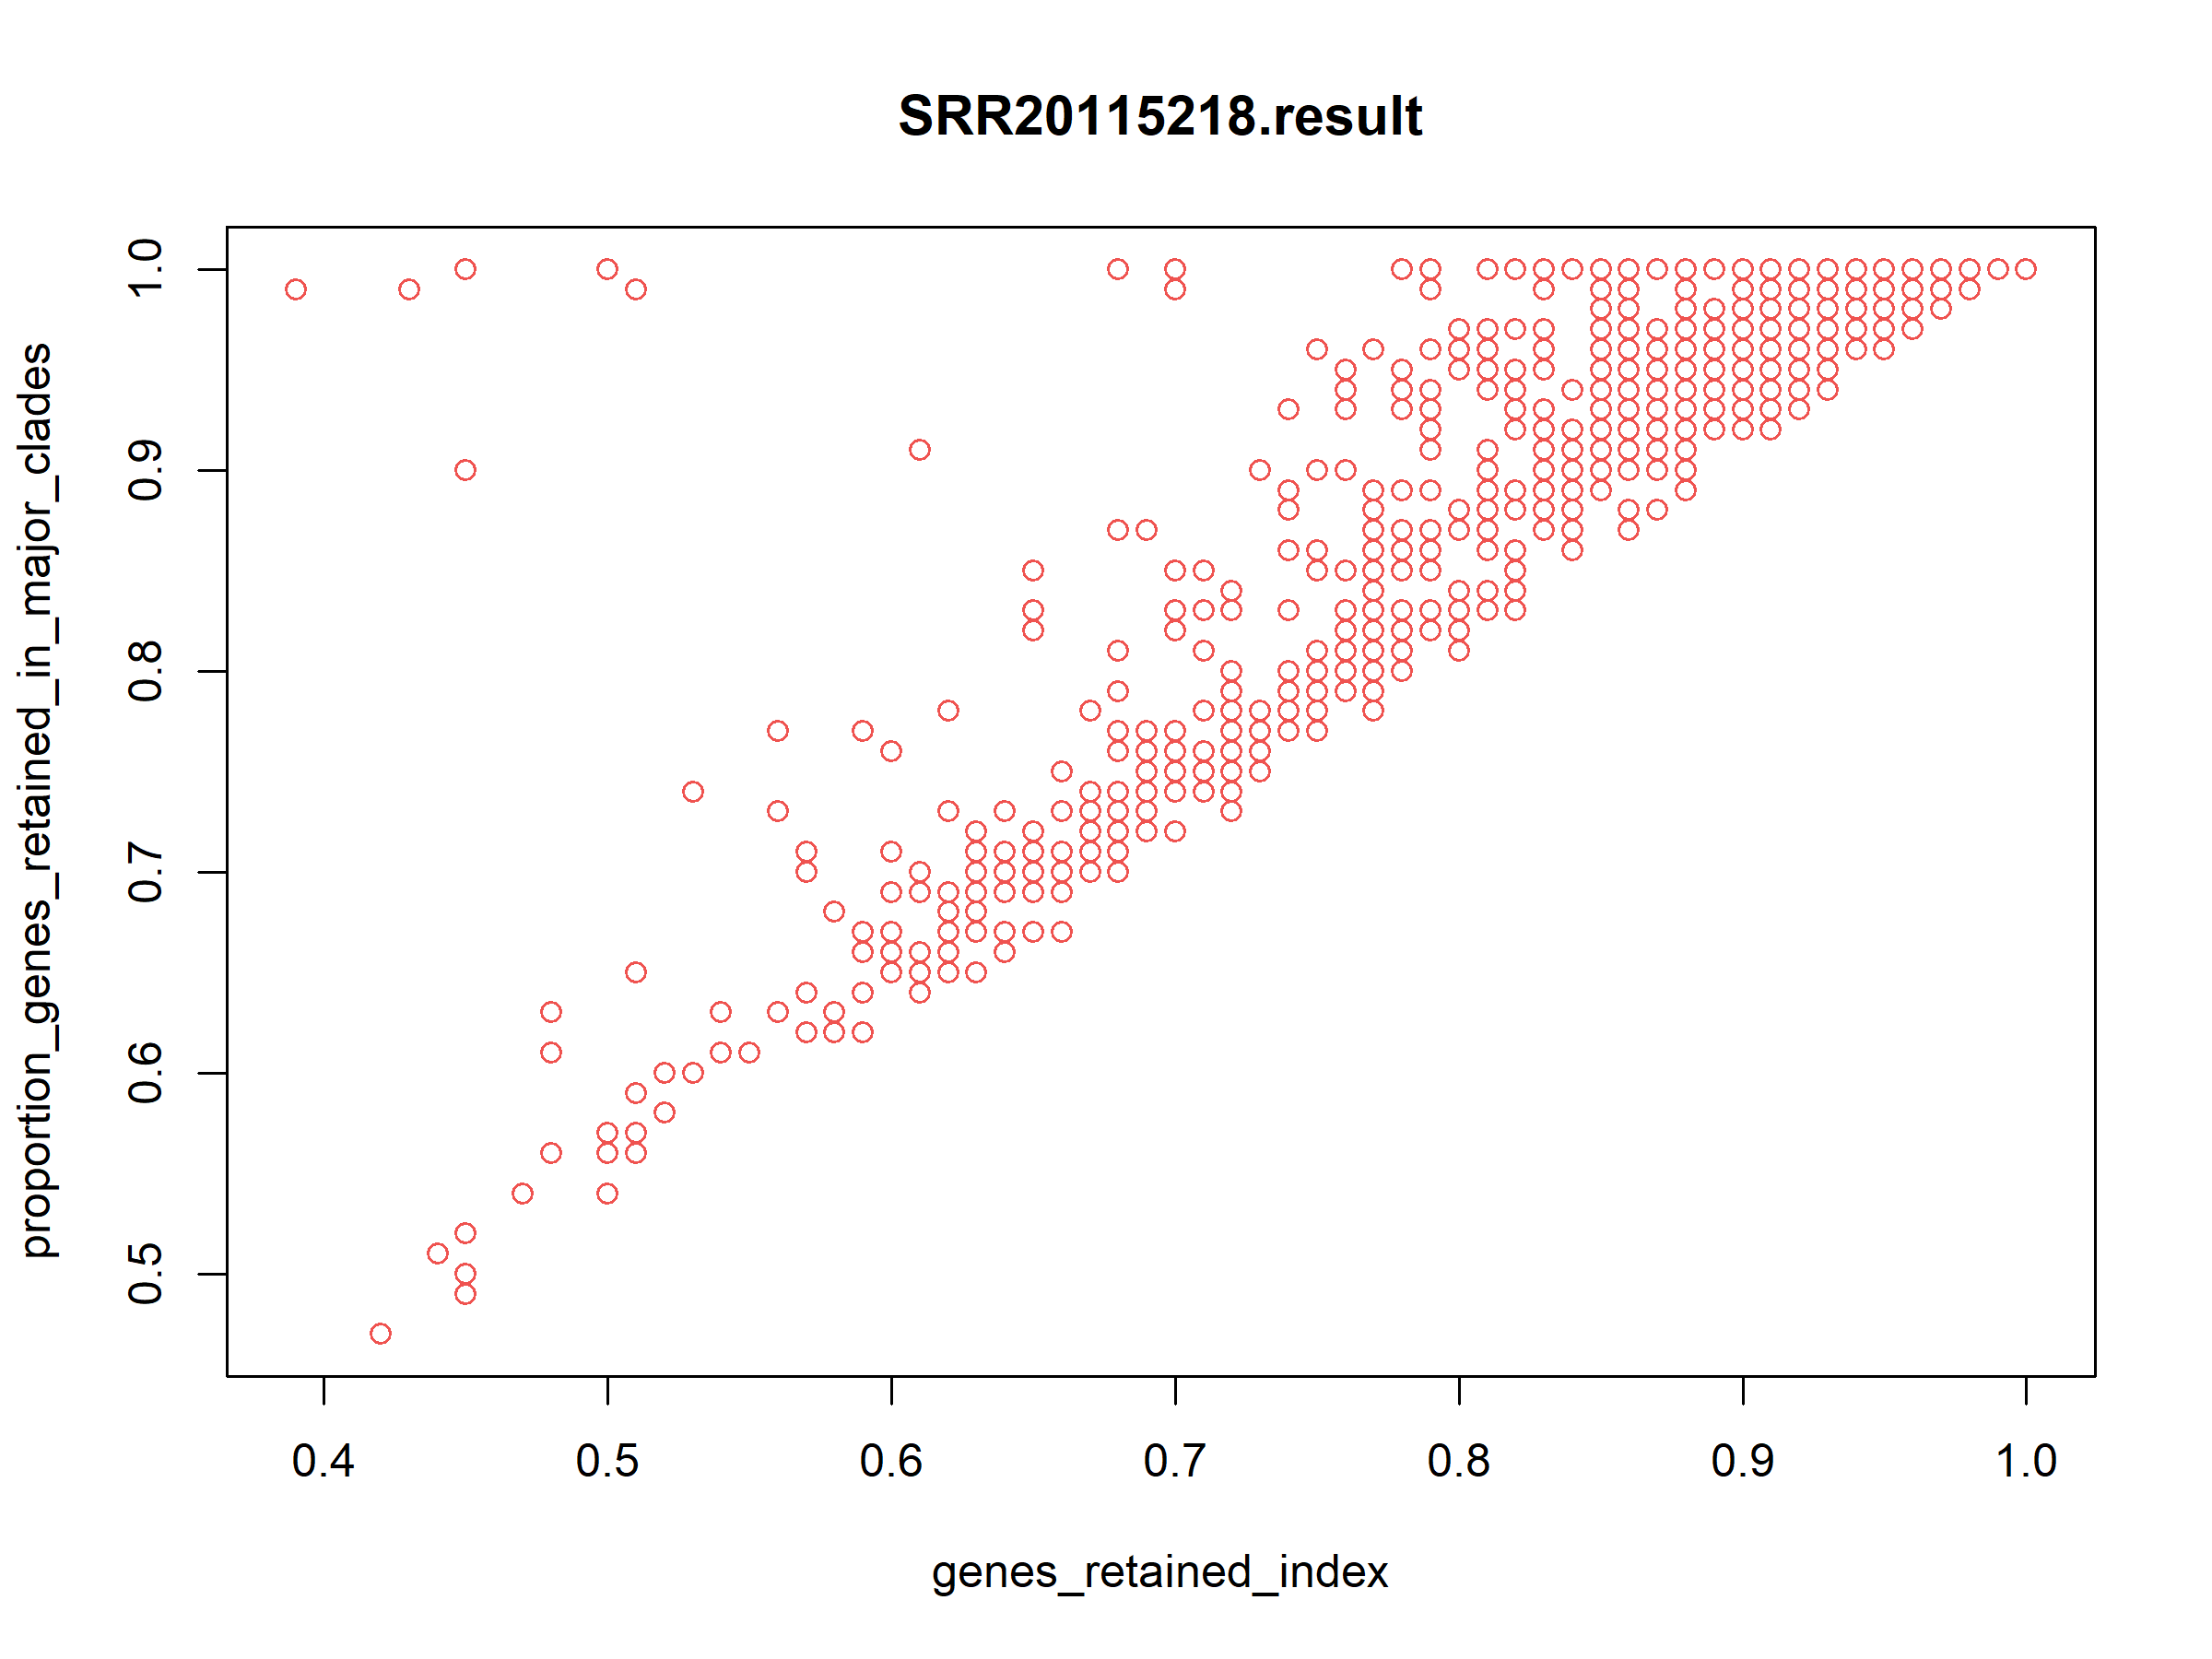 SRR20115218.result
proportion_genes_retained_in_major_clades
1.0
0.9
0.8
0.7
0.6
0.5
0.4 0.5 0.6 0.7 0.8 0.9 1.0
genes_retained_index